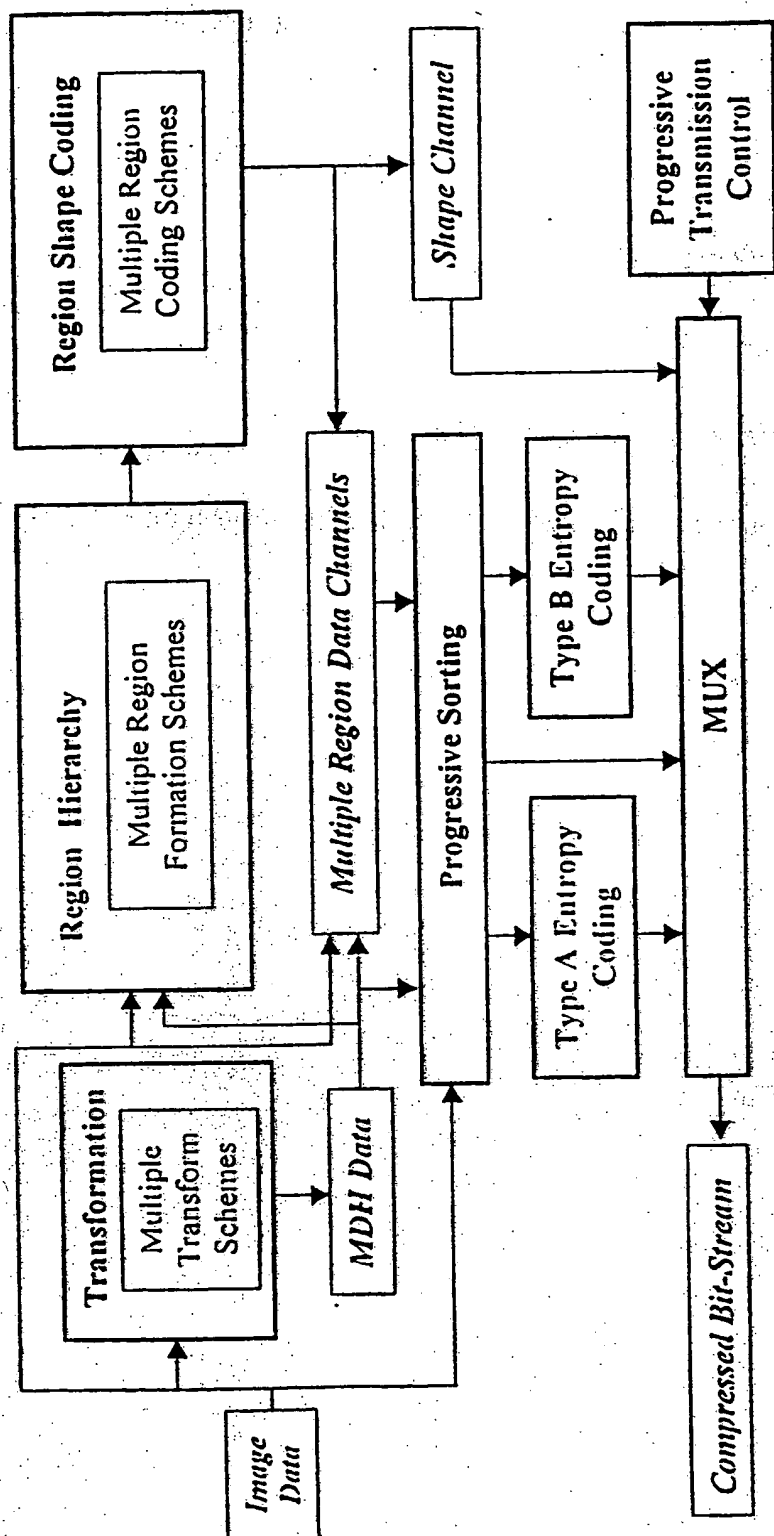 Image
Data
Transformation
Multiple
Transform
Schemes
MDH Data
Region Hierarchy
Multiple Region
Formation Schemes
Region Shape Coding
Multiple Region
Coding Schemes
Multiple Region Data Channels
Shape Channel
Progressive Sorting
Type A Entropy
Coding
Type B Entropy
Coding
Progressive
Transmission
Control
MUX
Compressed Bit-Stream